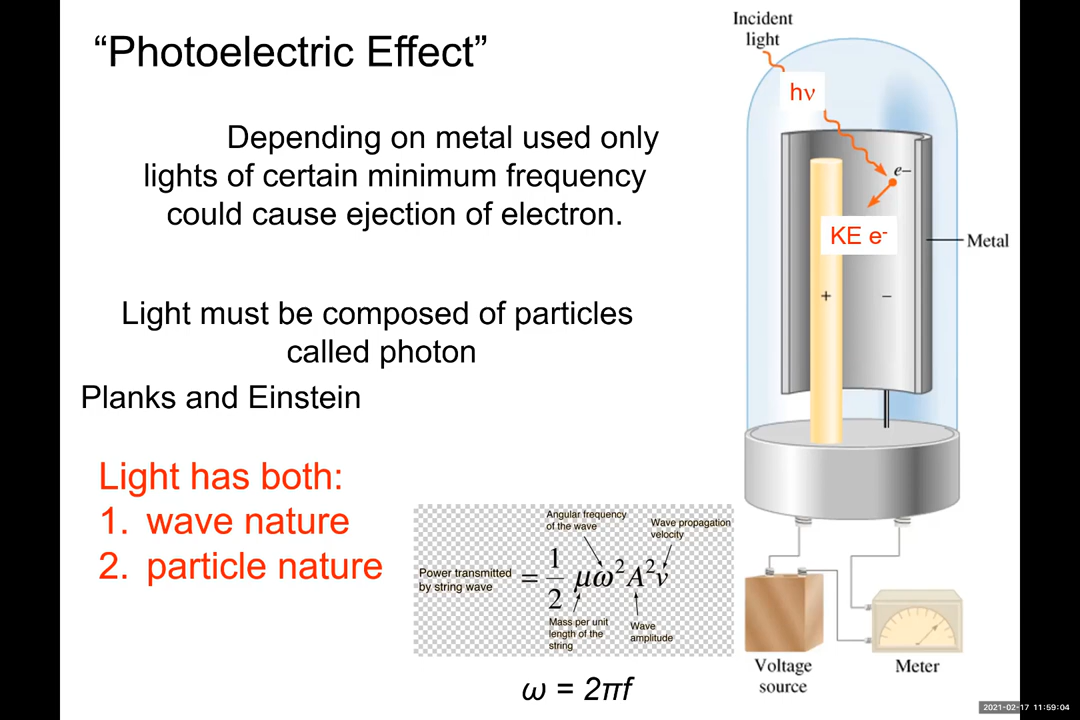 “Photoelectric Effect”
Depending on metal used only
lights of certain minimum frequency
could cause ejection of electron.
Light must be composed of particles
called photon
Planks and Einstein
Light has both:
1. wave nature
2. particle nature
Angular frequency
of the wave
Wave propagation
velocity
Power transmitted
by string wave
= 1/2 μω²A²v
Mass per unit
length of the
string
Wave
amplitude
ω = 2πf
Incident
light
hν
e–
KE e⁻
Metal
+
–
Voltage
source
Meter
2021-02-17 11:59:04